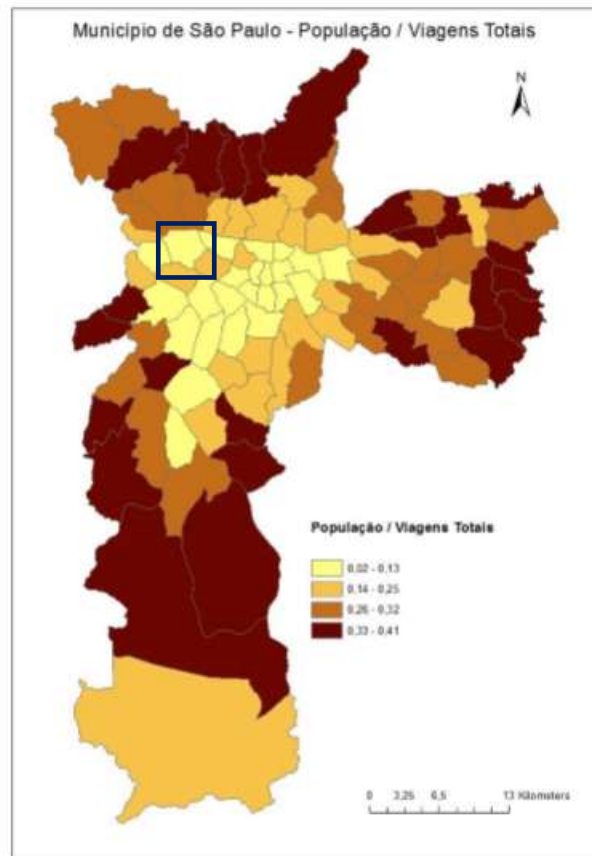 Município de São Paulo - População / Viagens Totais
N
População / Viagens Totais
0,02 - 0,13
0,14 - 0,25
0,26 - 0,32
0,33 - 0,41
0 3,25 6,5 13 Kilometers